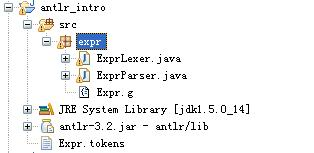 antlr_intro
src
expr
ExprLexer.java
ExprParser.java
Expr.g
JRE System Library [jdk1.5.0_14]
antlr-3.2.jar - antlr/lib
Expr.tokens